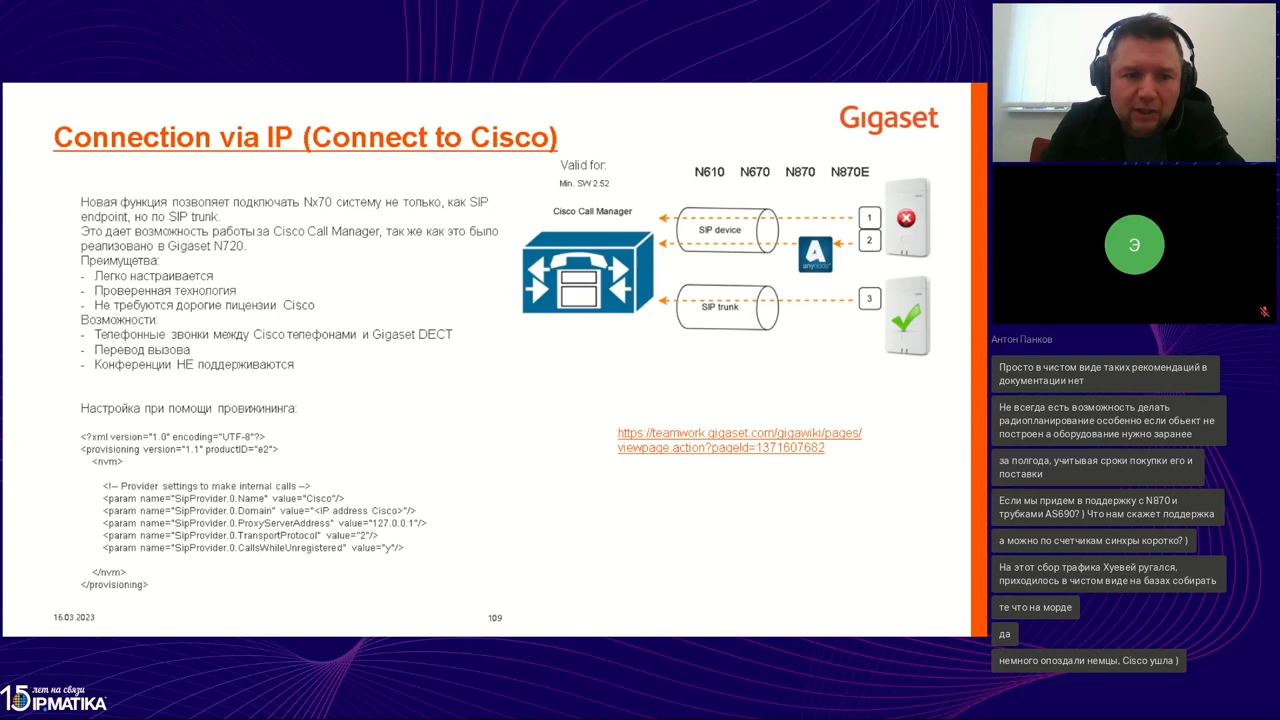 Gigaset
Connection via IP (Connect to Cisco)
Valid for:
Min. SW 2.52
N610 N670 N870 N870E
Новая функция позволяет подключать Nx70 систему не только, как SIP
endpoint, но по SIP trunk.
Это дает возможность работы за Cisco Call Manager, так же как это было
реализовано в Gigaset N720.
Преимущетва:
- Легко настраивается
- Проверенная технология
- Не требуются дорогие лицензии Cisco
Возможности:
- Телефонные звонки между Cisco телефонами и Gigaset DECT
- Перевод вызова
- Конференции НЕ поддерживаются
Cisco Call Manager
SIP device
1
2
A
anynode
SIP trunk
3
Настройка при помощи провижининга:
<?xml version="1.0" encoding="UTF-8"?>
<provisioning version="1.1" productID="e2">
<nvm>
<!– Provider settings to make internal calls –>
<param name="SipProvider.0.Name" value="Cisco"/>
<param name="SipProvider.0.Domain" value="<IP address Cisco>"/>
<param name="SipProvider.0.ProxyServerAddress" value="127.0.0.1"/>
<param name="SipProvider.0.TransportProtocol" value="2"/>
<param name="SipProvider.0.CallsWhileUnregistered" value="y"/>
</nvm>
</provisioning>
https://teamwork.gigaset.com/gigawiki/pages/
viewpage.action?pageId=1371607682
16.03.2023
109
15 лет на связи
IPMATIKA
Э
Антон Панков
Просто в чистом виде таких рекомендаций в
документации нет
Не всегда есть возможность делать
радиопланирование особенно если обьект не
построен а оборудование нужно заранее
за полгода, учитывая сроки покупки его и
поставки
Если мы придем в поддержку с N870 и
трубками AS690? ) Что нам скажет поддержка
а можно по счетчикам синхры коротко? )
На этот сбор трафика Хуевей ругался,
приходилось в чистом виде на базах собирать
те что на морде
да
немного опоздали немцы, Cisco ушла )